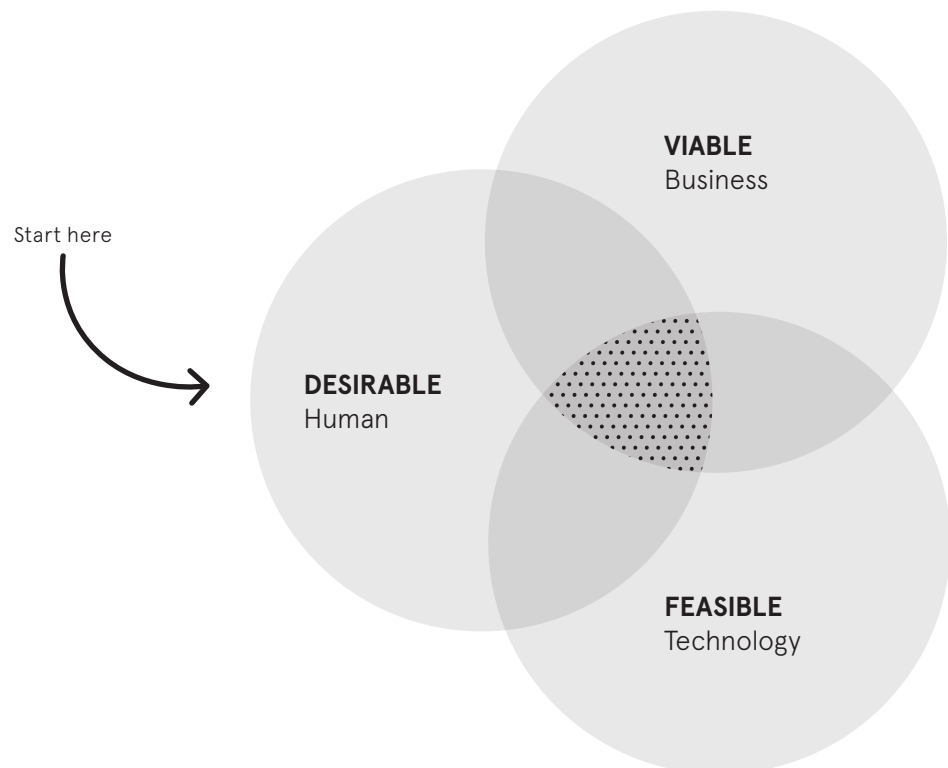 VIABLE
Business
Start here
DESIRABLE
Human
FEASIBLE
Technology